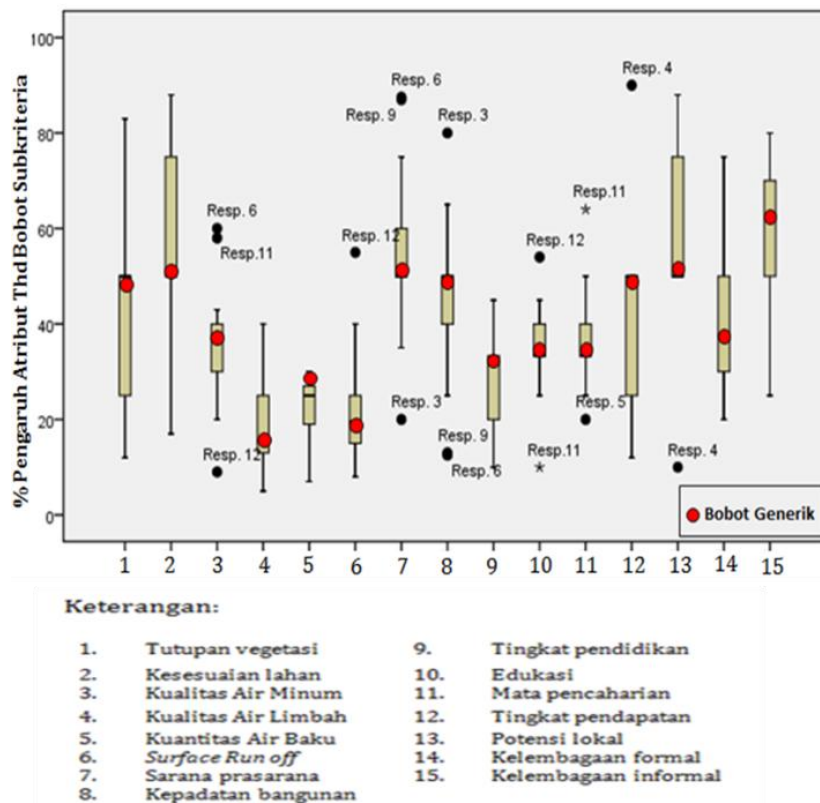 % Pengaruh Atribut Thd Bobot Subkriteria
100
80
60
40
20
0
Resp. 6
Resp.11
Resp. 12
Resp. 12
Resp. 6
Resp. 9
Resp. 3
Resp. 3
Resp. 9
Resp. 6
Resp. 12
Resp.11
Resp.11
Resp. 5
Resp. 4
Resp. 4
Bobot Generik
1 2 3 4 5 6 7 8 9 10 11 12 13 14 15
Keterangan:
1. Tutupan vegetasi
2 Kesesuaian lahan
3 Kualitas Air Minum
4. Kualitas Air Limbah
5. Kuantitas Air Baku
6. Surface Run off
7. Sarana prasarana
8. Kepadatan bangunan
9. Tingkat pendidikan
10. Edukasi
11. Mata pencaharian
12. Tingkat pendapatan
13. Potensi lokal
14. Kelembagaan formal
15. Kelembagaan informal